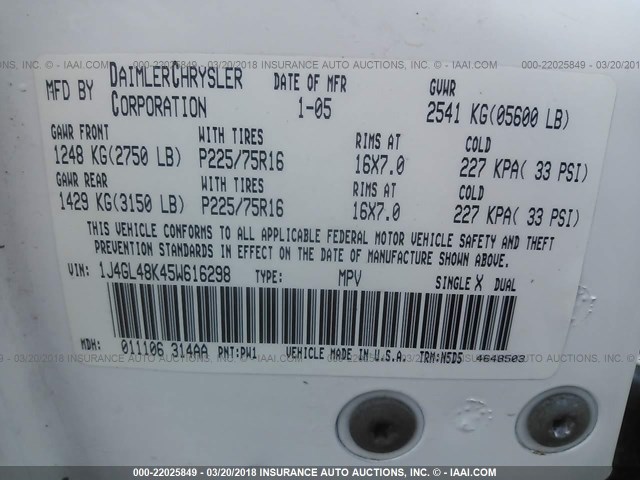 000-22025849 - 03/20/2018 INSURANCE AUTO AUCTIONS - © IAAI.COM
MFD BY DAIMLERCHRYSLER CORPORATION
DATE OF MFR 1-05
GVWR 2541 KG(05600 LB)
GAWR FRONT WITH TIRES RIMS AT COLD
1248 KG(2750 LB) P225/75R16 16X7.0 227 KPA( 33 PSI)
GAWR REAR WITH TIRES RIMS AT COLD
1429 KG(3150 LB) P225/75R16 16X7.0 227 KPA( 33 PSI)
THIS VEHICLE CONFORMS TO ALL APPLICABLE FEDERAL MOTOR VEHICLE SAFETY AND THEFT
PREVENTION STANDARDS IN EFFECT ON THE DATE OF MANUFACTURE SHOWN ABOVE.
VIN: 1J4GL48K45W616298 TYPE: MPV SINGLE X DUAL
MDH: 011106 314AA PNT:PW1 VEHICLE MADE IN U.S.A. TRM:M5D5 4648503
000-22025849 - 03/20/2018 INSURANCE AUTO AUCTIONS - © IAAI.COM